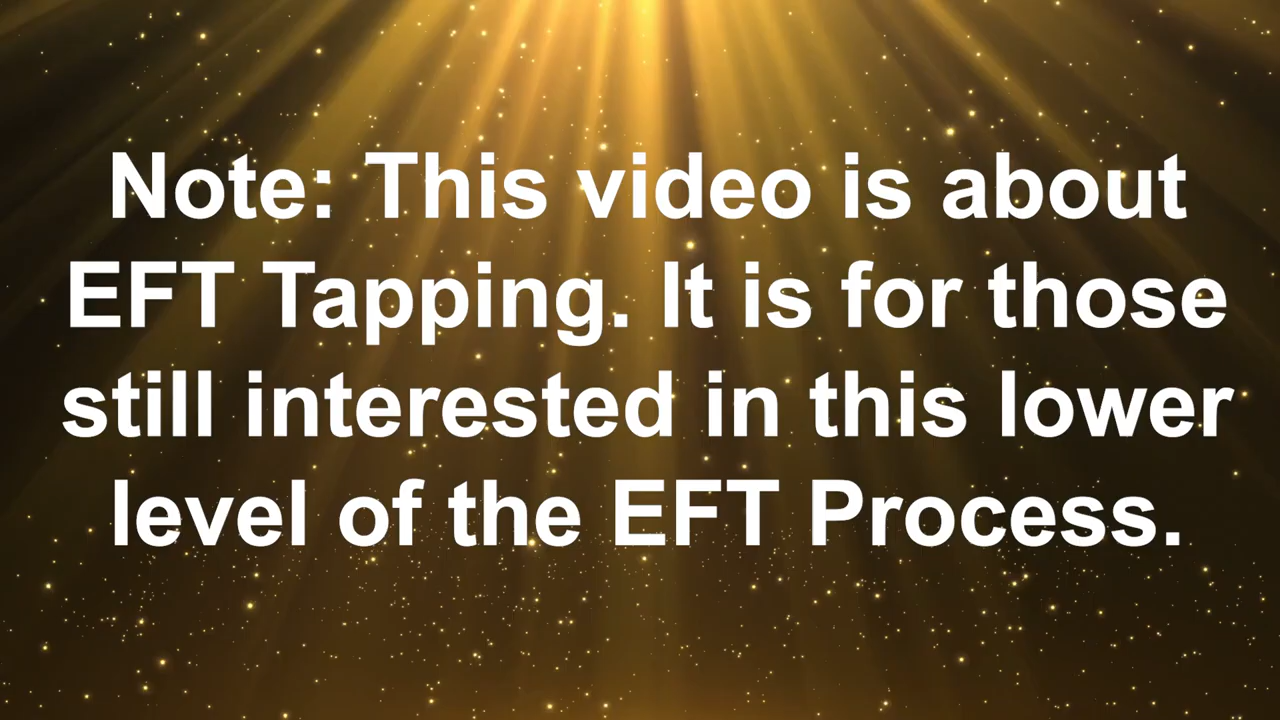 Note: This video is about
EFT Tapping. It is for those
still interested in this lower
level of the EFT Process.